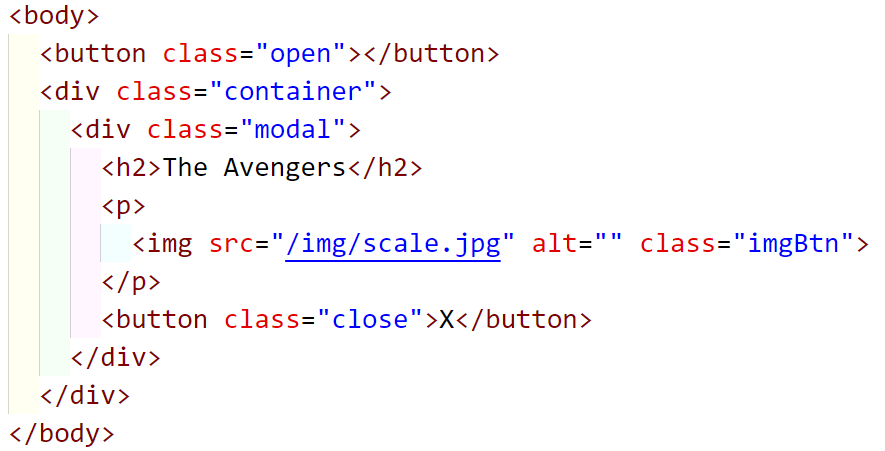 <body>
<button class="open"></button>
<div class="container">
<div class="modal">
<h2>The Avengers</h2>
<p>
<img src="/img/scale.jpg" alt="" class="imgBtn">
</p>
<button class="close">X</button>
</div>
</div>
</body>